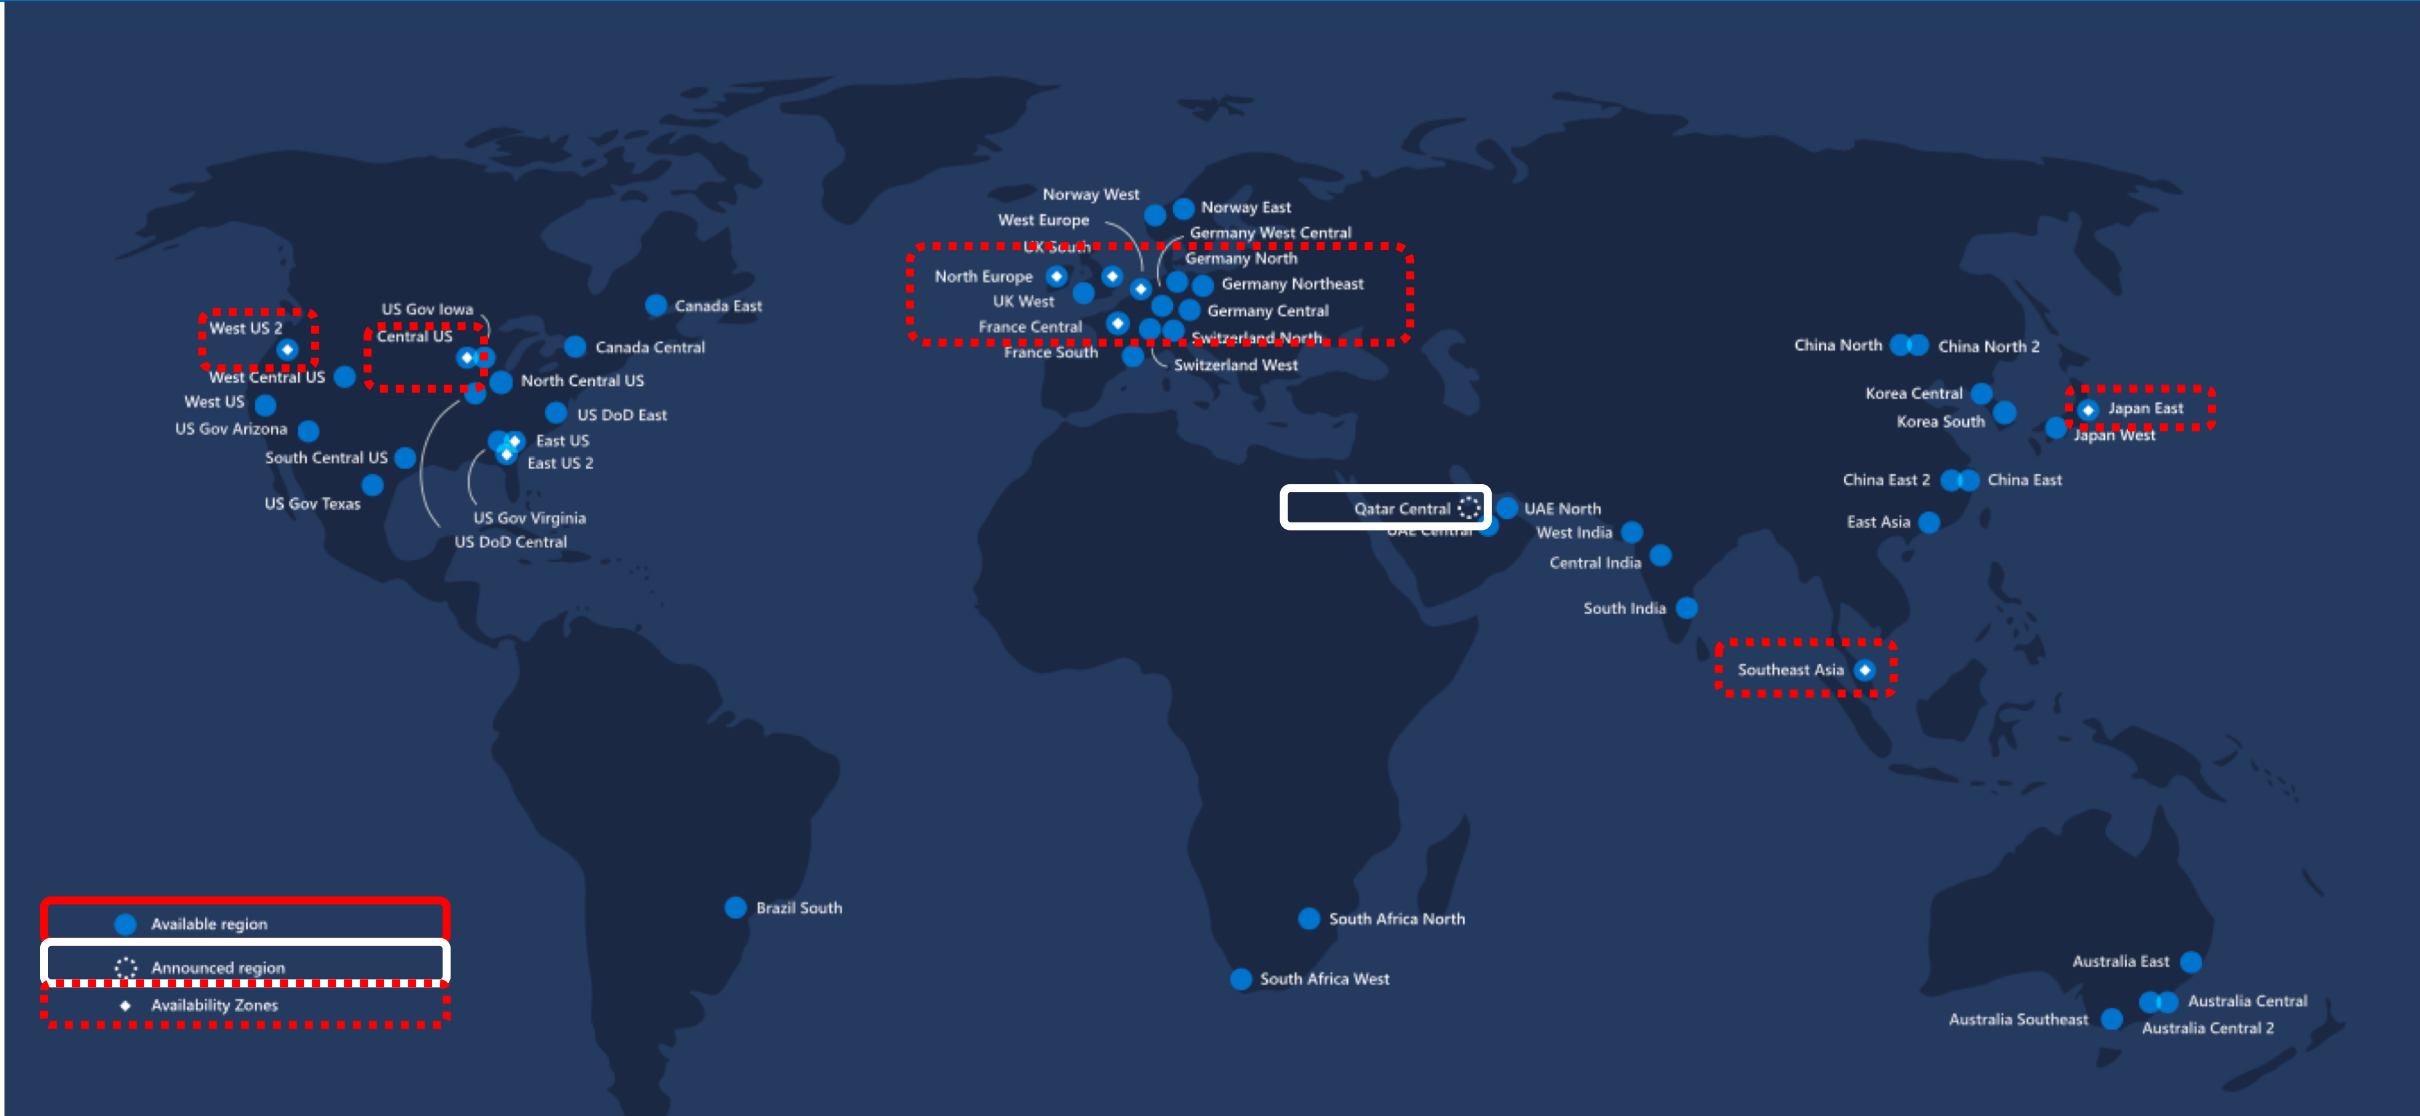 Norway West
Norway East
West Europe
Germany West Central
UK South
Germany North
North Europe
Germany Northeast
UK West
Germany Central
France Central
Switzerland North
France South
Switzerland West
US Gov Iowa
Canada East
West US 2
Central US
Canada Central
West Central US
North Central US
West US
US DoD East
US Gov Arizona
East US
South Central US
East US 2
US Gov Texas
US Gov Virginia
US DoD Central
China North
China North 2
Korea Central
Japan East
Korea South
Japan West
China East 2
China East
East Asia
Qatar Central
UAE North
UAE Central
West India
Central India
South India
Southeast Asia
Brazil South
South Africa North
South Africa West
Australia East
Australia Central
Australia Southeast
Australia Central 2
Available region
Announced region
Availability Zones